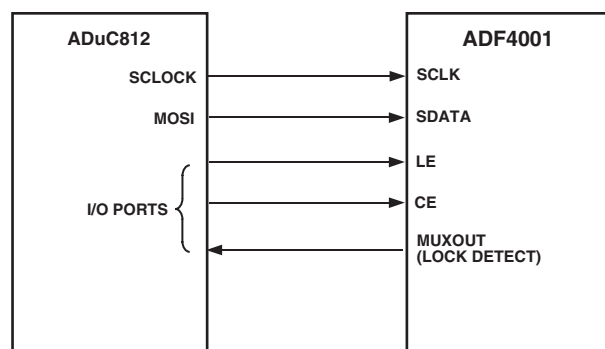 ADuC812
ADF4001
SCLOCK
SCLK
MOSI
SDATA
LE
I/O PORTS
CE
MUXOUT
(LOCK DETECT)